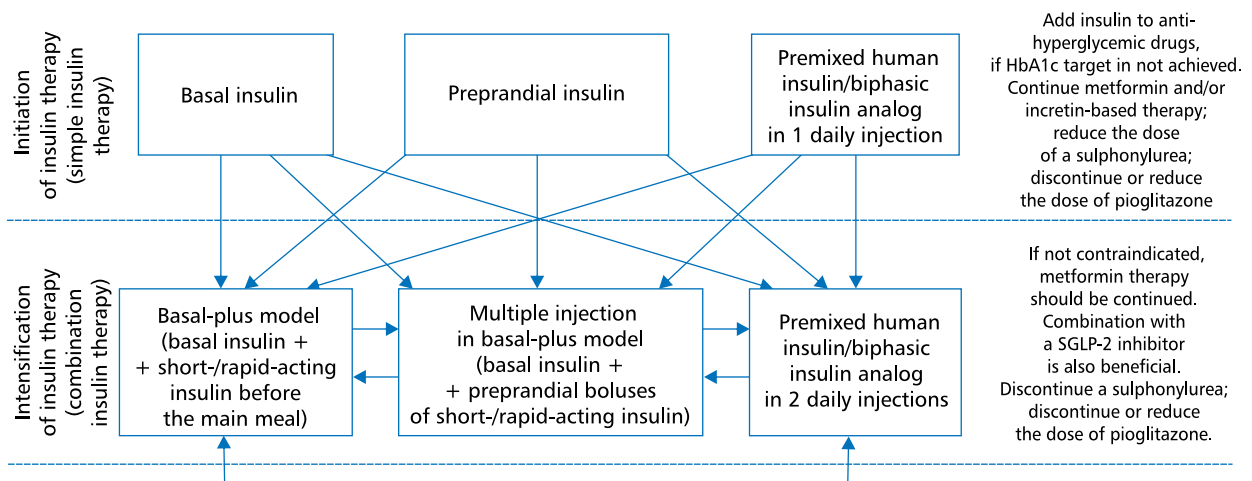 Initiation
of insulin therapy
(simple insulin
therapy)
Basal insulin
Preprandial insulin
Premixed human
insulin/biphasic
insulin analog
in 1 daily injection
Add insulin to anti-
hyperglycemic drugs,
if HbA1c target in not achieved.
Continue metformin and/or
incretin-based therapy;
reduce the dose
of a sulphonylurea;
discontinue or reduce
the dose of pioglitazone
Intensification
of insulin therapy
(combination
insulin therapy)
Basal-plus model
(basal insulin +
+ short-/rapid-acting
insulin before
the main meal)
Multiple injection
in basal-plus model
(basal insulin +
+ preprandial boluses
of short-/rapid-acting insulin)
Premixed human
insulin/biphasic
insulin analog
in 2 daily injections
If not contraindicated,
metformin therapy
should be continued.
Combination with
a SGLP-2 inhibitor
is also beneficial.
Discontinue a sulphonylurea;
discontinue or reduce
the dose of pioglitazone.